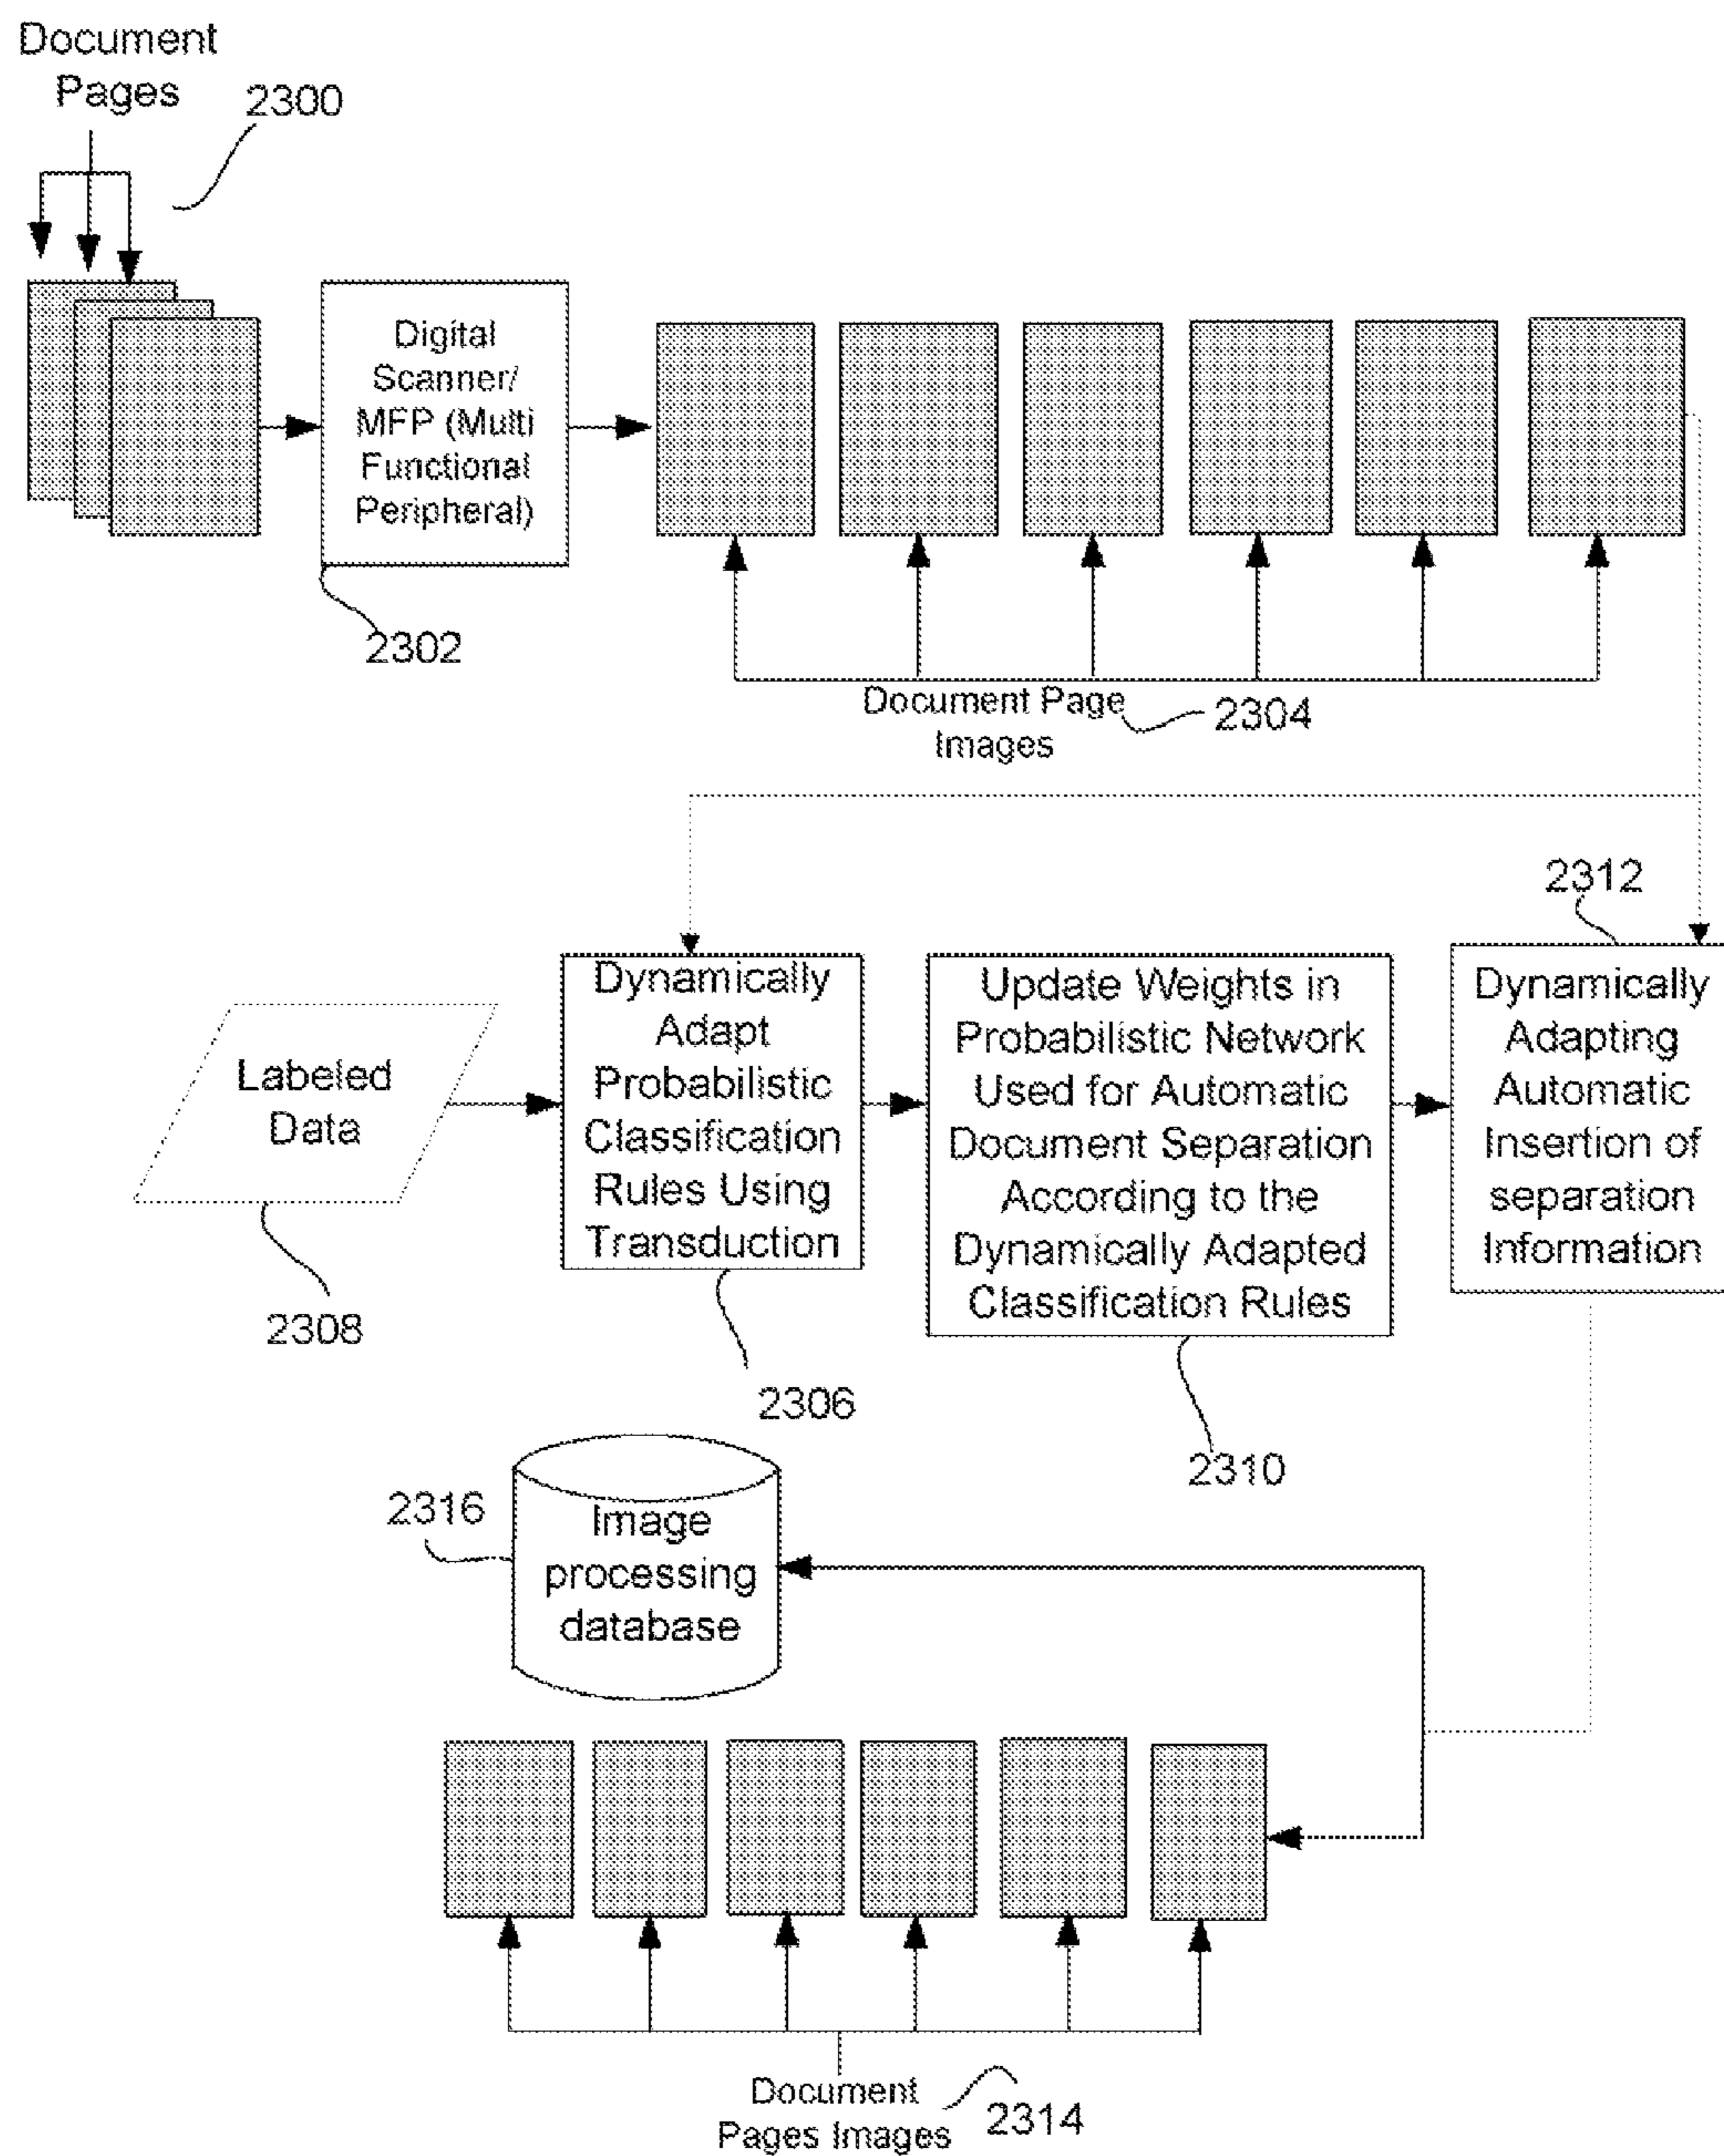 Document
Pages
2300
Digital
Scanner/
MFP (Multi
Functional
Peripheral)
2302
Document Page
Images
2304
2312
Labeled
Data
2308
Dynamically
Adapt
Probabilistic
Classification
Rules Using
Transduction
2306
Update Weights in
Probabilistic Network
Used for Automatic
Document Separation
According to the
Dynamically Adapted
Classification Rules
2310
Dynamically
Adapting
Automatic
Insertion of
separation
Information
2316
Image
processing
database
Document
Pages Images
2314